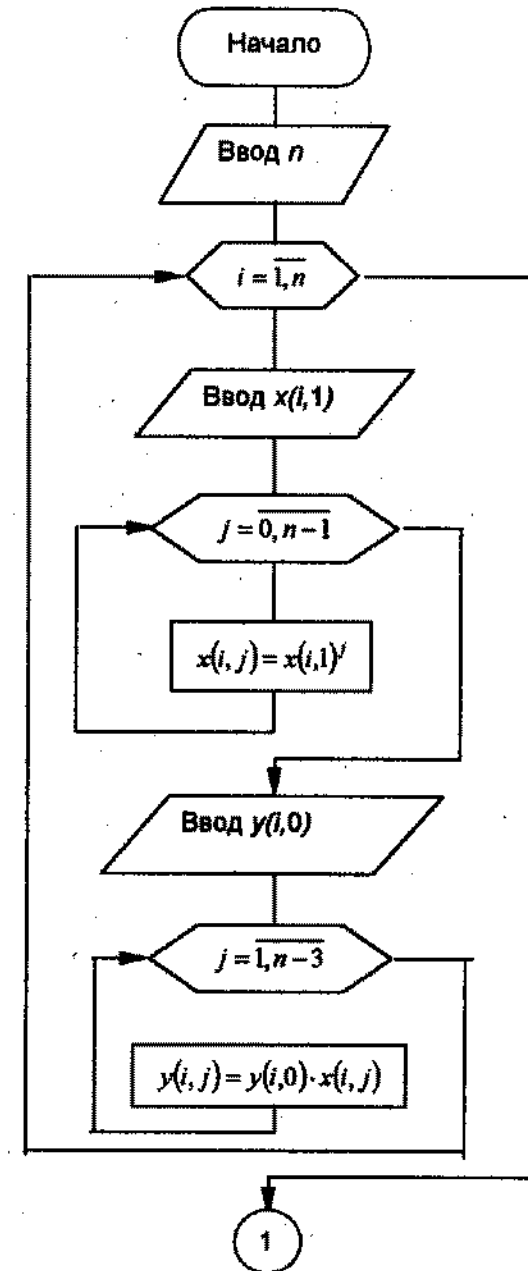 Начало
Ввод n
i = 1, n
Ввод x(i,1)
j = 0, n−1
x(i, j) = x(i,1)^j
Ввод y(i,0)
j = 1, n−3
y(i, j) = y(i,0)·x(i, j)
1